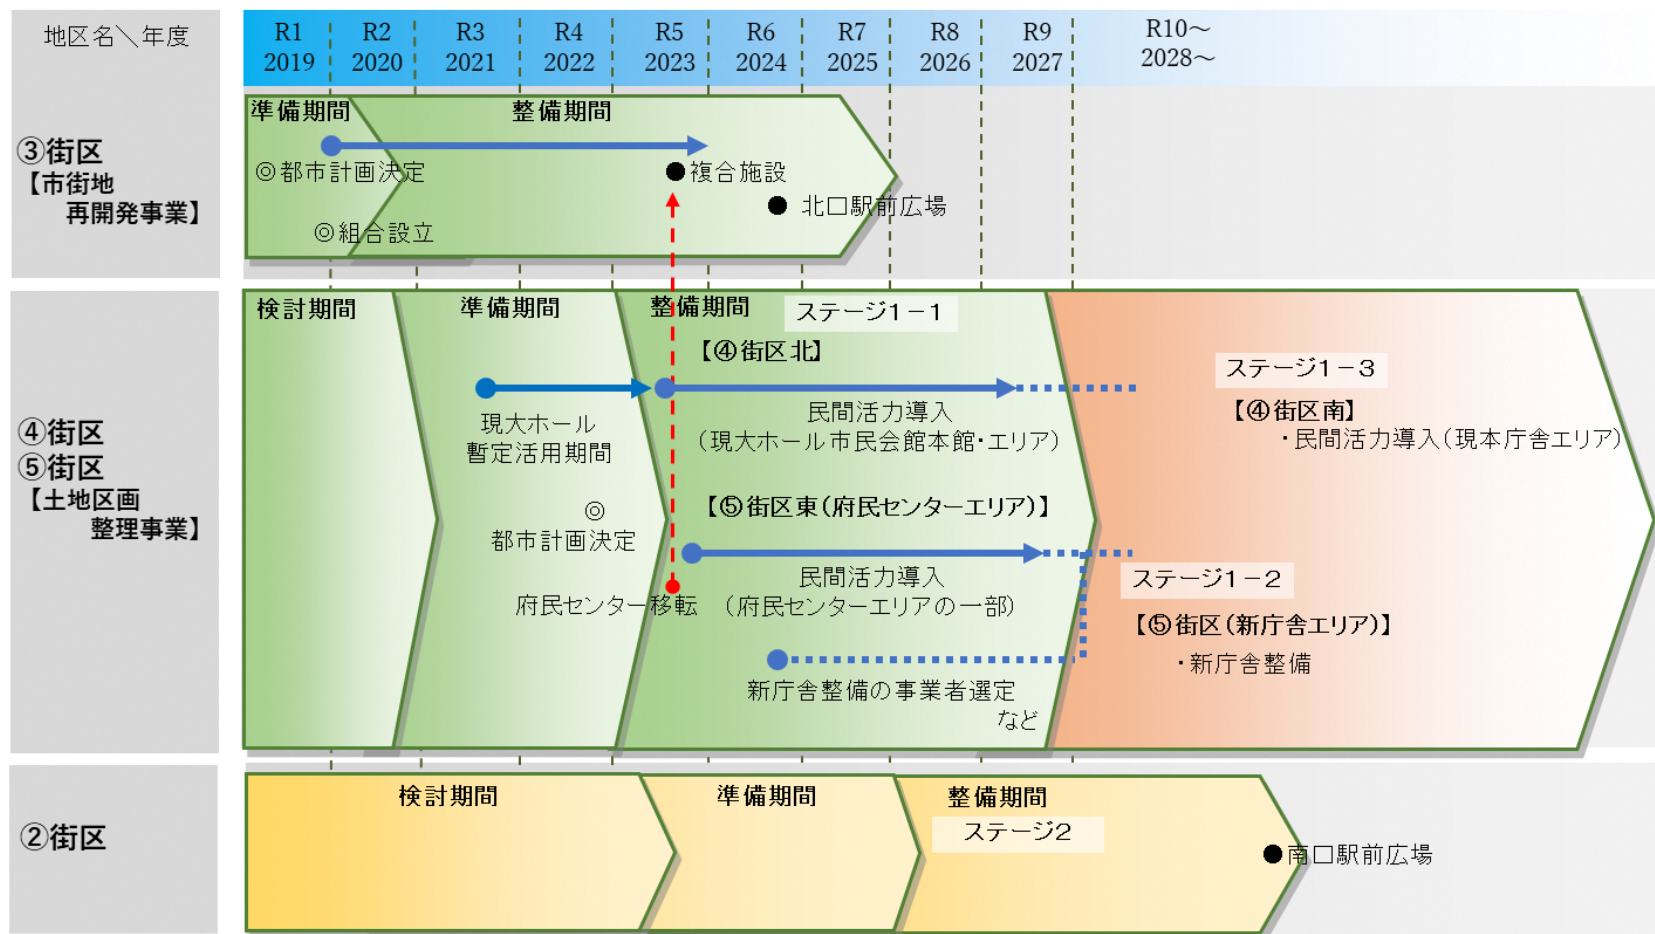 地区名＼年度
R1 R2 R3 R4 R5 R6 R7 R8 R9 R10～
2019 2020 2021 2022 2023 2024 2025 2026 2027 2028～
③街区
【市街地
再開発事業】
準備期間
整備期間
◎都市計画決定
●複合施設
●北口駅前広場
◎組合設立
④街区
⑤街区
【土地区画
整理事業】
検討期間
準備期間
整備期間
ステージ1－1
【④街区北】
現大ホール
暫定活用期間
民間活力導入
（現大ホール市民会館本館・エリア）
◎
都市計画決定
【⑤街区東（府民センターエリア）】
府民センター移転
民間活力導入
（府民センターエリアの一部）
新庁舎整備の事業者選定
など
ステージ1－3
【④街区南】
・民間活力導入（現本庁舎エリア）
ステージ1－2
【⑤街区（新庁舎エリア）】
・新庁舎整備
②街区
検討期間
準備期間
整備期間
ステージ2
●南口駅前広場